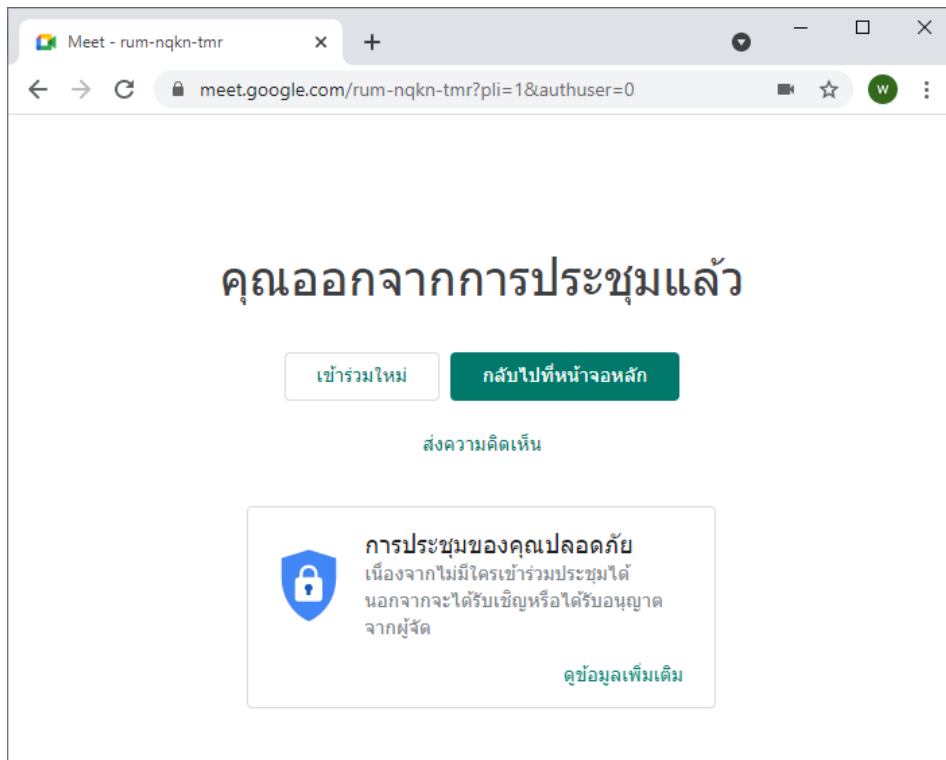 Meet - rum-nqkn-tmr
meet.google.com/rum-nqkn-tmr?pli=1&authuser=0
W
คุณออกจากการประชุมแล้ว
เข้าร่วมใหม่
กลับไปที่หน้าจอหลัก
ส่งความคิดเห็น
การประชุมของคุณปลอดภัย
เนื่องจากไม่มีใครเข้าร่วมประชุมได้
นอกจากจะได้รับเชิญหรือได้รับอนุญาต
จากผู้จัด
ดูข้อมูลเพิ่มเติม